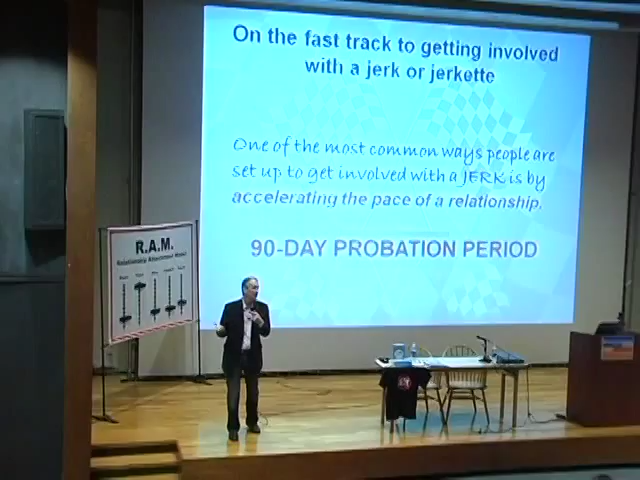 On the fast track to getting involved
with a jerk or jerkette
One of the most common ways people are
set up to get involved with a JERK is by
accelerating the pace of a relationship.
90-DAY PROBATION PERIOD
R.A.M.
Relationship Attachment Model